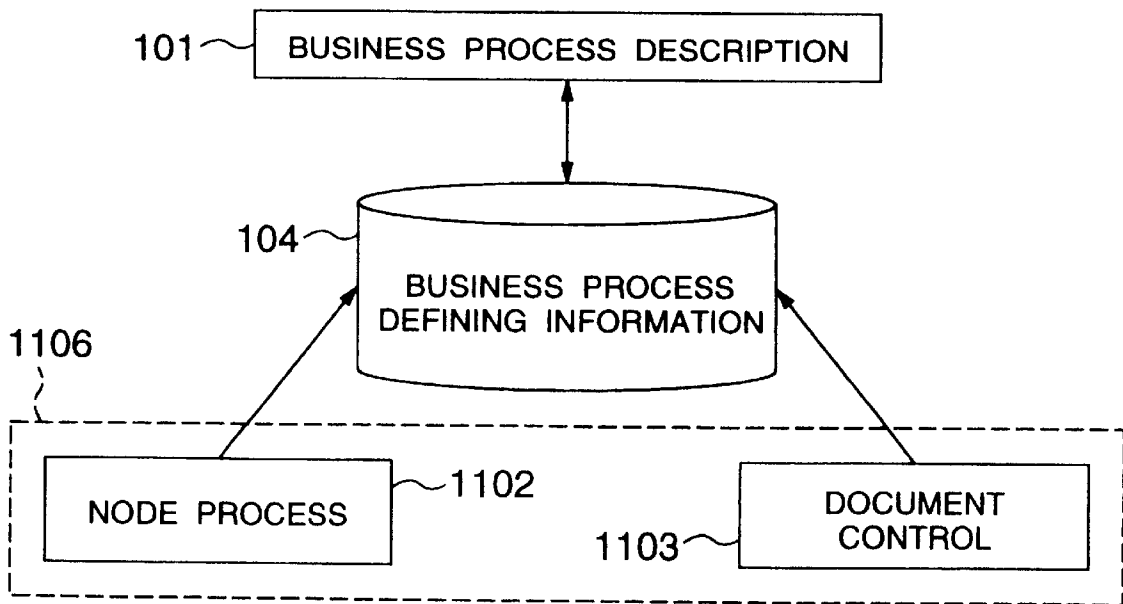 101
BUSINESS PROCESS DESCRIPTION
104
BUSINESS PROCESS
DEFINING INFORMATION
1106
NODE PROCESS
1102
DOCUMENT
CONTROL
1103